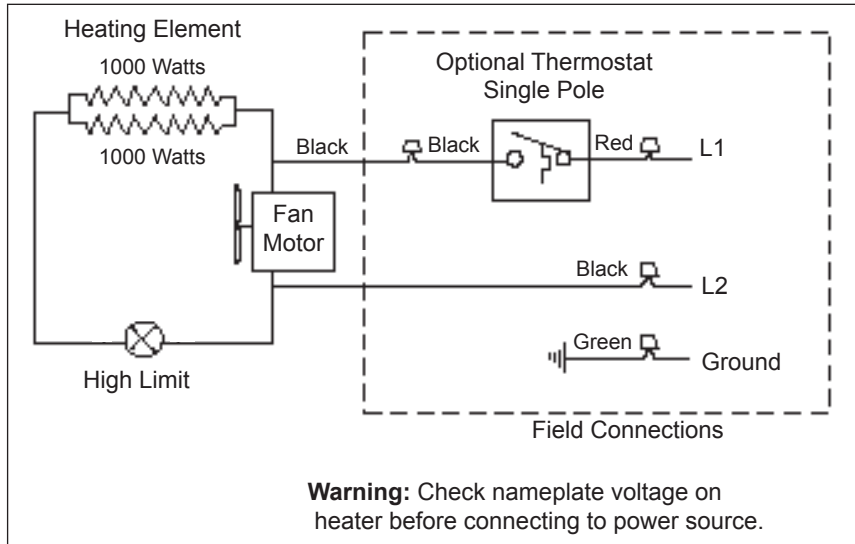 Heating Element
1000 Watts
1000 Watts
Optional Thermostat
Single Pole
Black
Black
Red
L1
Fan
Motor
Black
L2
Green
Ground
High Limit
Field Connections
Warning: Check nameplate voltage on
heater before connecting to power source.